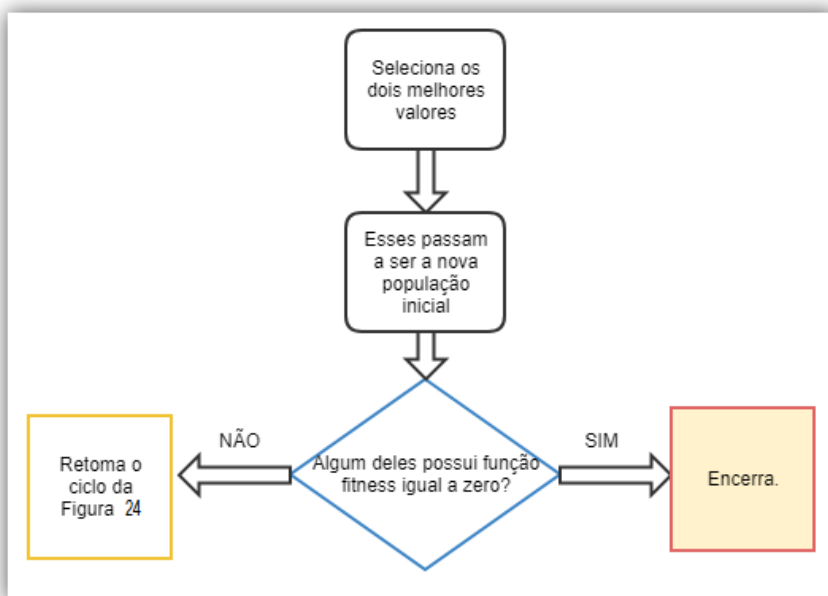 Seleciona os
dois melhores
valores
Esses passam
a ser a nova
população
inicial
NÃO
SIM
Algum deles possui função
fitness igual a zero?
Retoma o
ciclo da
Figura 24
Encerra.